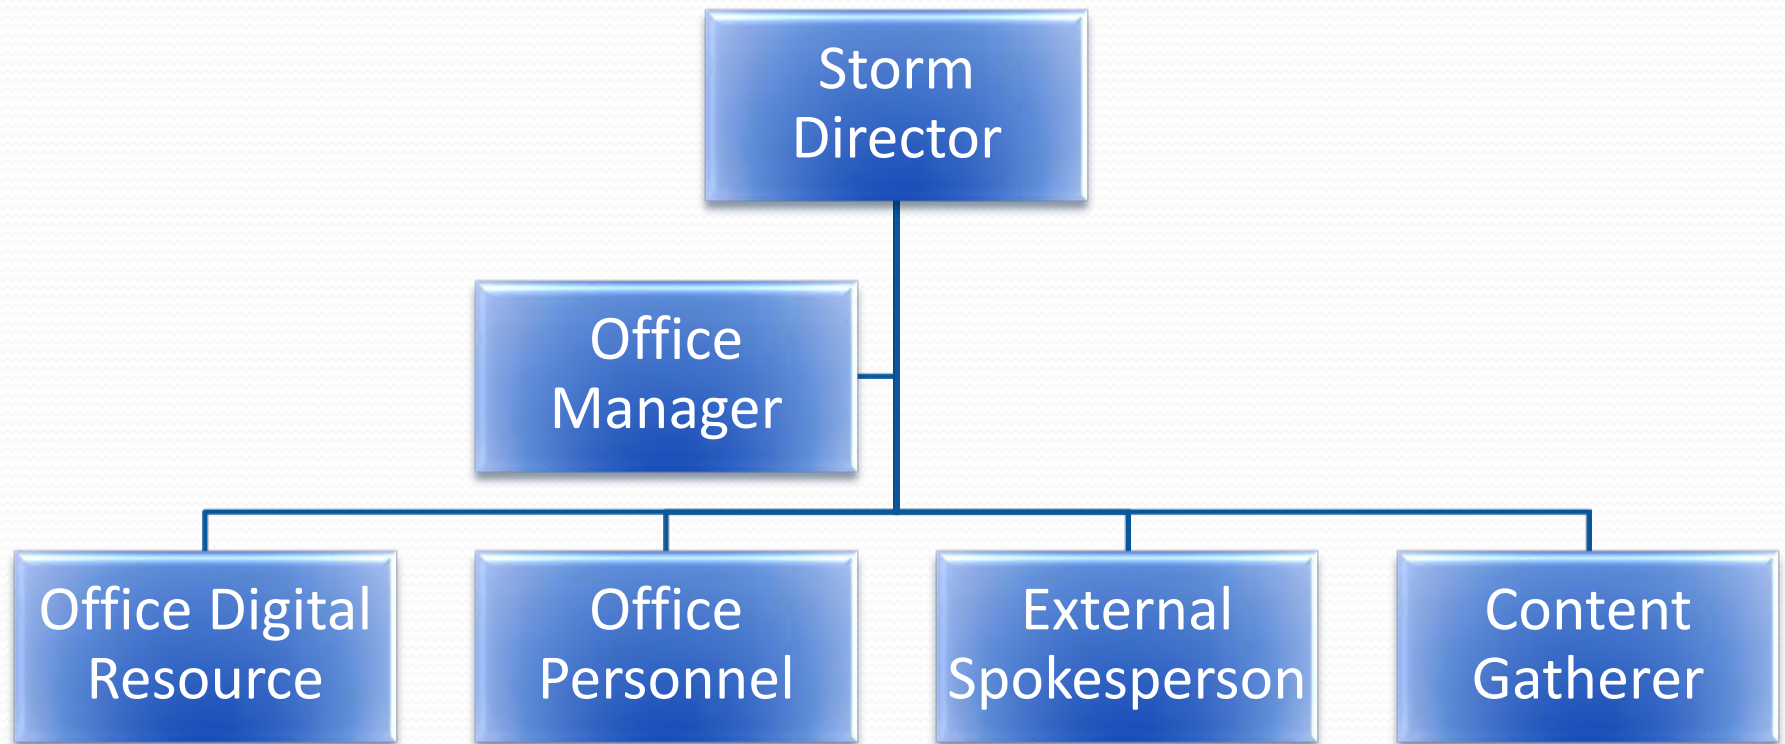 Storm
Director
Office
Manager
Office Digital
Resource
Office
Personnel
External
Spokesperson
Content
Gatherer